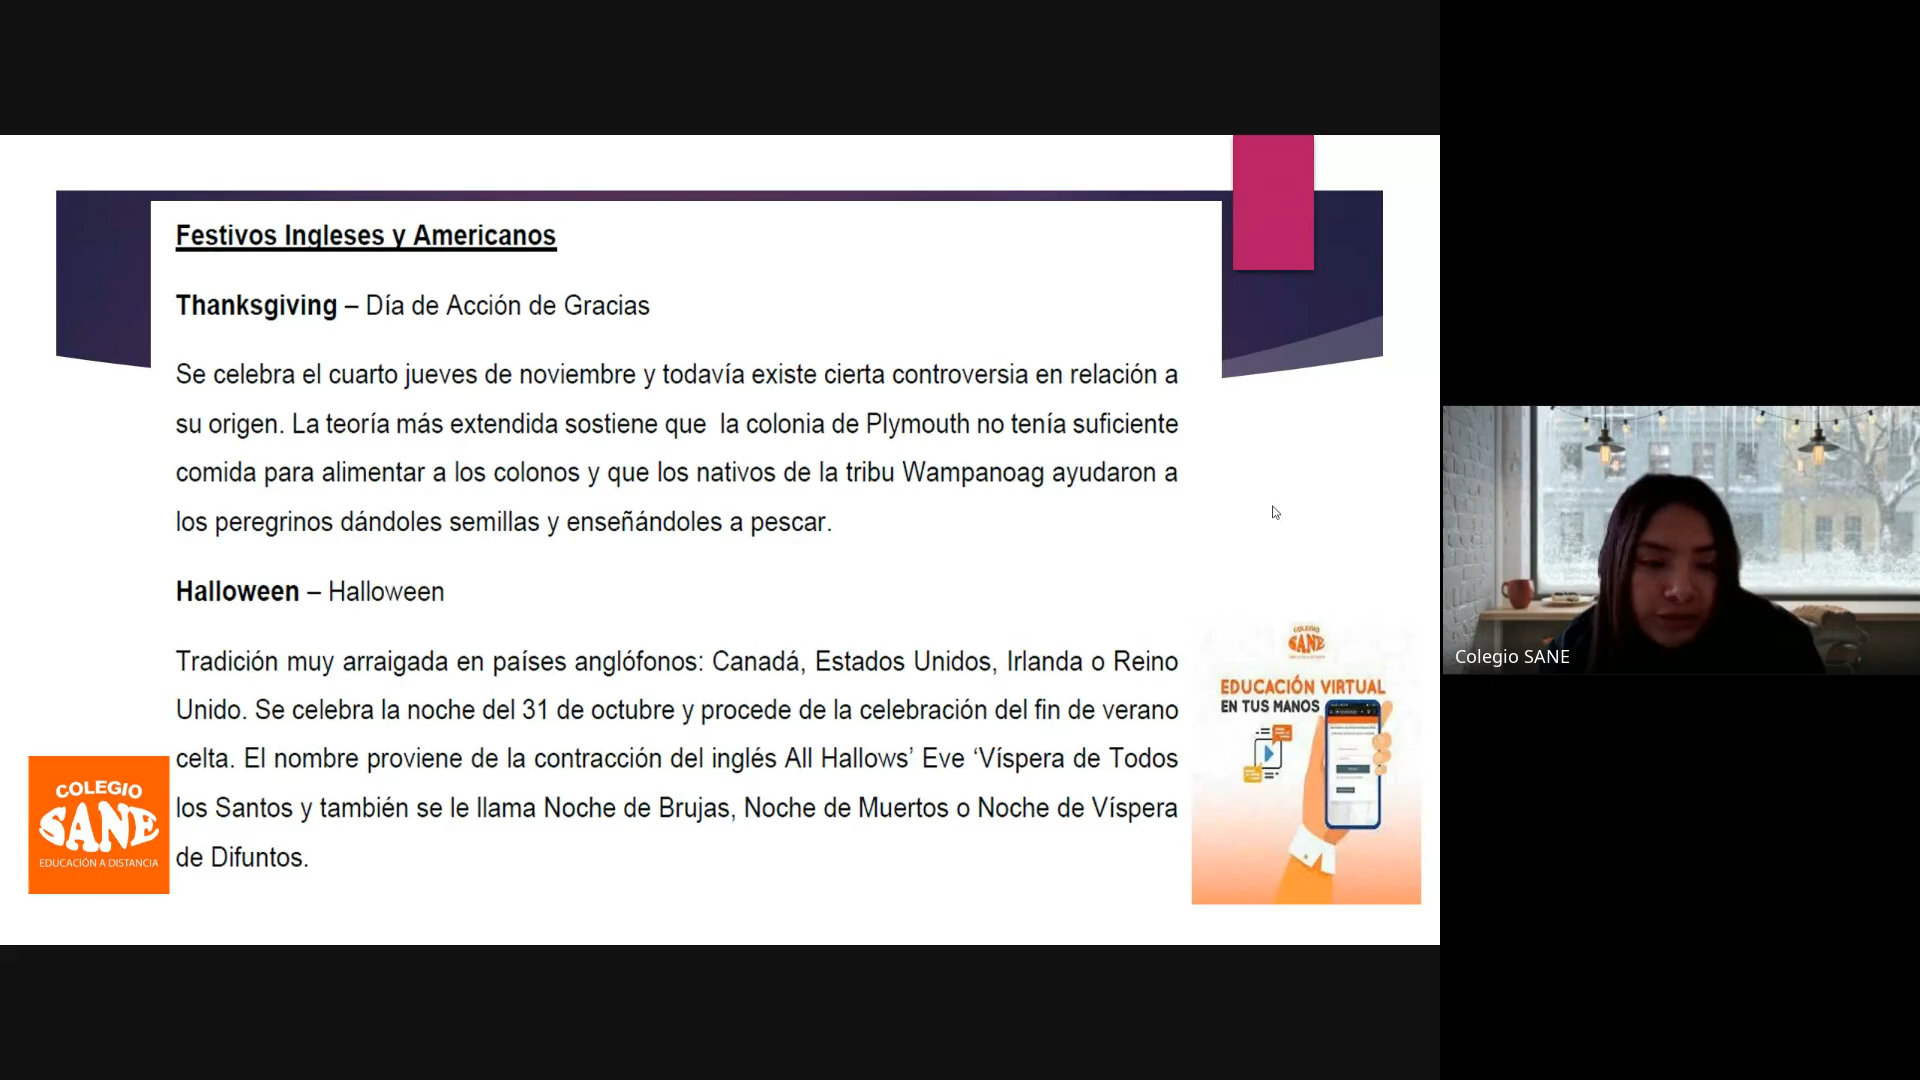 Festivos Ingleses y Americanos
Thanksgiving – Día de Acción de Gracias
Se celebra el cuarto jueves de noviembre y todavía existe cierta controversia en relación a
su origen. La teoría más extendida sostiene que  la colonia de Plymouth no tenía suficiente
comida para alimentar a los colonos y que los nativos de la tribu Wampanoag ayudaron a
los peregrinos dándoles semillas y enseñándoles a pescar.
Halloween – Halloween
Tradición muy arraigada en países anglófonos: Canadá, Estados Unidos, Irlanda o Reino
Unido. Se celebra la noche del 31 de octubre y procede de la celebración del fin de verano
celta. El nombre proviene de la contracción del inglés All Hallows’ Eve ‘Víspera de Todos
los Santos y también se le llama Noche de Brujas, Noche de Muertos o Noche de Víspera
de Difuntos.
COLEGIO
SANE
EDUCACIÓN A DISTANCIA
COLEGIO
SANE
EDUCACIÓN VIRTUAL
EN TUS MANOS
Colegio SANE